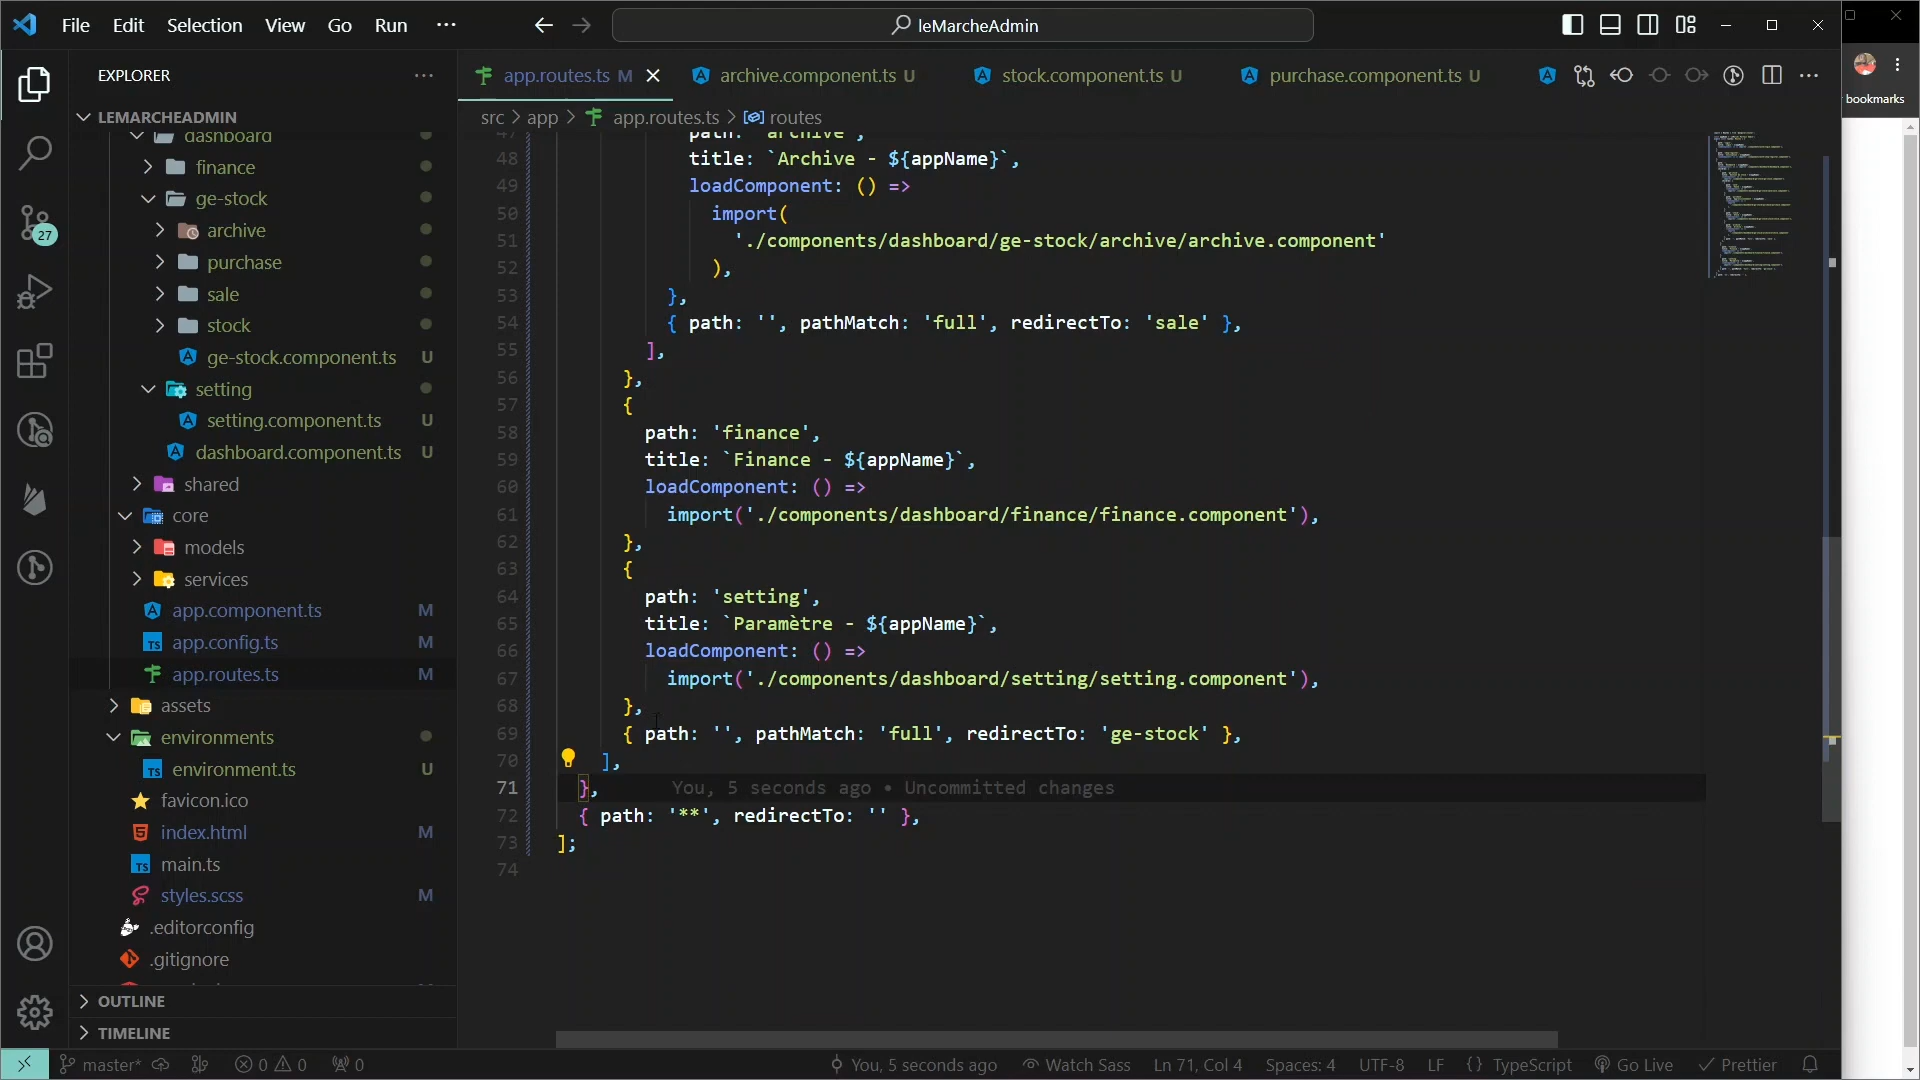 File Edit Selection View Go Run ··· leMarcheAdmin
EXPLORER ···
app.routes.ts M
archive.component.ts U
stock.component.ts U
purchase.component.ts U
bookmarks
LEMARCHEADMIN
src > app > app.routes.ts > routes
dashboard
finance
ge-stock
archive
purchase
sale
stock
ge-stock.component.ts U
setting
setting.component.ts U
dashboard.component.ts U
shared
core
models
services
app.component.ts M
app.config.ts M
app.routes.ts M
assets
environments
environment.ts U
favicon.ico
index.html M
main.ts
styles.scss M
.editorconfig
.gitignore
OUTLINE
TIMELINE
27
47 path: 'archive',
48 title: `Archive - ${appName}`,
49 loadComponent: () =>
50 import(
51 './components/dashboard/ge-stock/archive/archive.component'
52 ),
53 },
54 { path: '', pathMatch: 'full', redirectTo: 'sale' },
55 ],
56 },
57 {
58 path: 'finance',
59 title: `Finance - ${appName}`,
60 loadComponent: () =>
61 import('./components/dashboard/finance/finance.component'),
62 },
63 {
64 path: 'setting',
65 title: `Paramètre - ${appName}`,
66 loadComponent: () =>
67 import('./components/dashboard/setting/setting.component'),
68 },
69 { path: '', pathMatch: 'full', redirectTo: 'ge-stock' },
70 ],
71 }, You, 5 seconds ago • Uncommitted changes
72 { path: '**', redirectTo: '' },
73 ];
74
master* 0 0 0 You, 5 seconds ago Watch Sass Ln 71, Col 4 Spaces: 4 UTF-8 LF {} TypeScript Go Live Prettier